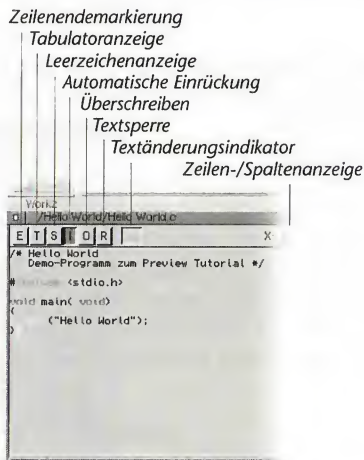 Zeilenendemarkierung
Tabulatoranzeige
Leerzeichenanzeige
Automatische Einrückung
Überschreiben
Textsperre
Textänderungsindikator
Zeilen-/Spaltenanzeige
Work2
/Hello World/Hello World.c
E T S I O R X
/* Hello World
Demo-Programm zum Preview Tutorial */
# <stdio.h>
void main( void)
{
("Hello World");
}